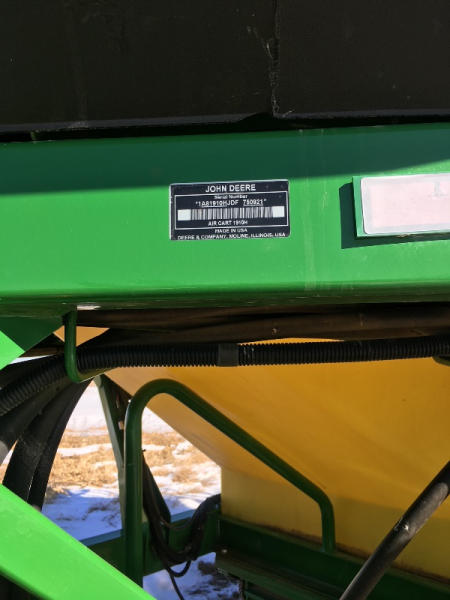 JOHN DEERE
Serial Number
*1A81910HJDF 750921*
AIR CART 1910H
MADE IN USA
DEERE & COMPANY, MOLINE, ILLINOIS, USA